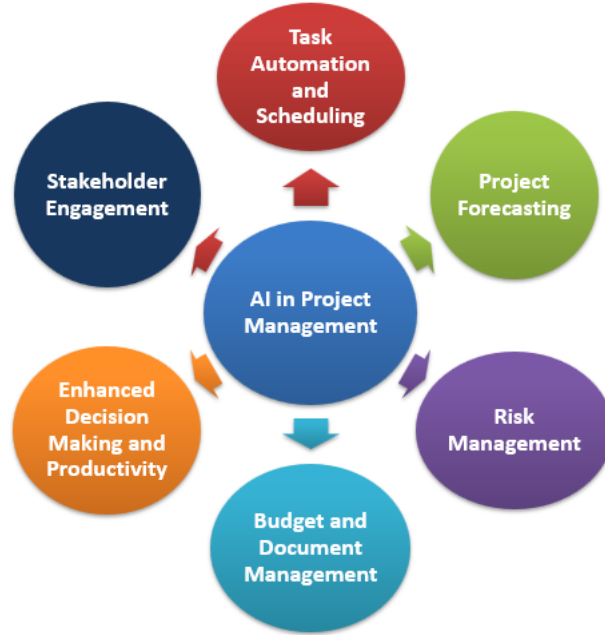 Task
Automation
and
Scheduling
Stakeholder
Engagement
Project
Forecasting
AI in Project
Management
Enhanced
Decision
Making and
Productivity
Risk
Management
Budget and
Document
Management